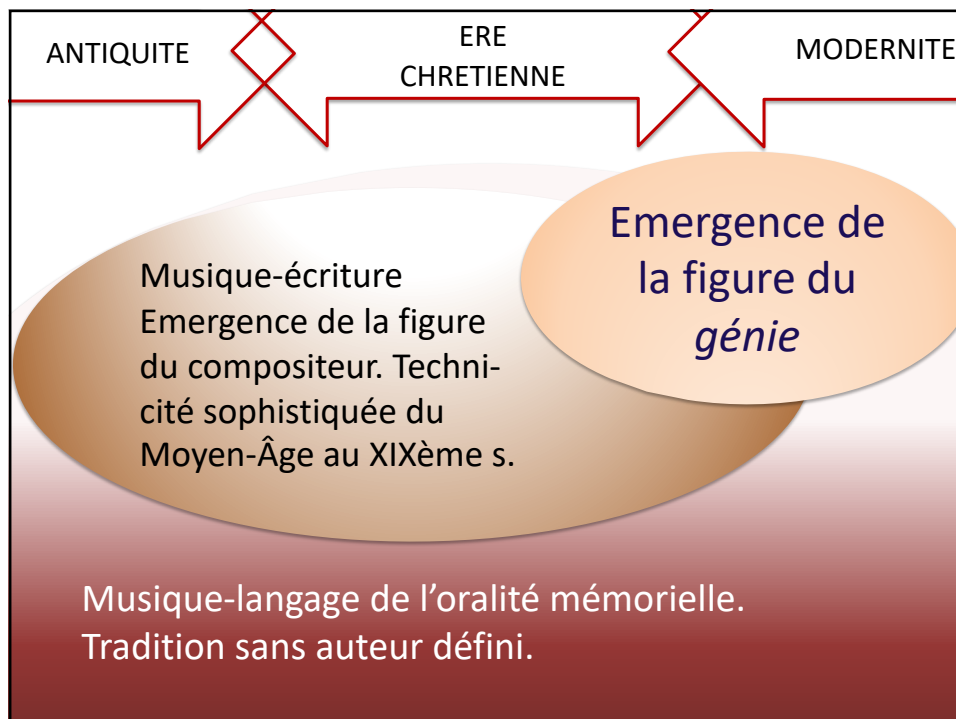 ANTIQUITE
ERE
CHRETIENNE
MODERNITE
Emergence de
la figure du
génie
Musique-écriture
Emergence de la figure
du compositeur. Techni-
cité sophistiquée du
Moyen-Âge au XIXème s.
Musique-langage de l’oralité mémorielle.
Tradition sans auteur défini.